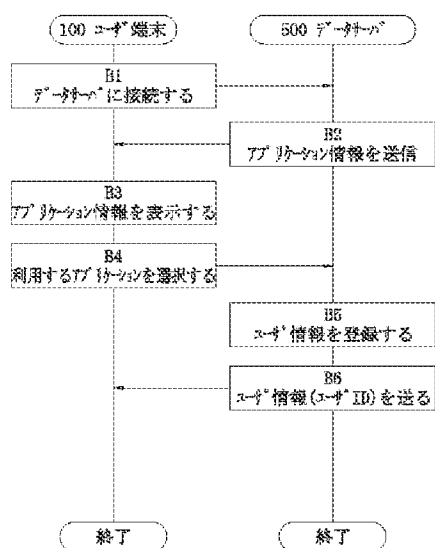 100 ユーザ端末
500 データサーバ
B1
データサーバに接続する
B2
アプリケーション情報を送信
B3
アプリケーション情報を表示する
B4
利用するアプリケーションを選択する
B5
ユーザ情報を登録する
B6
ユーザ情報(ユーザID)を送る
終了
終了